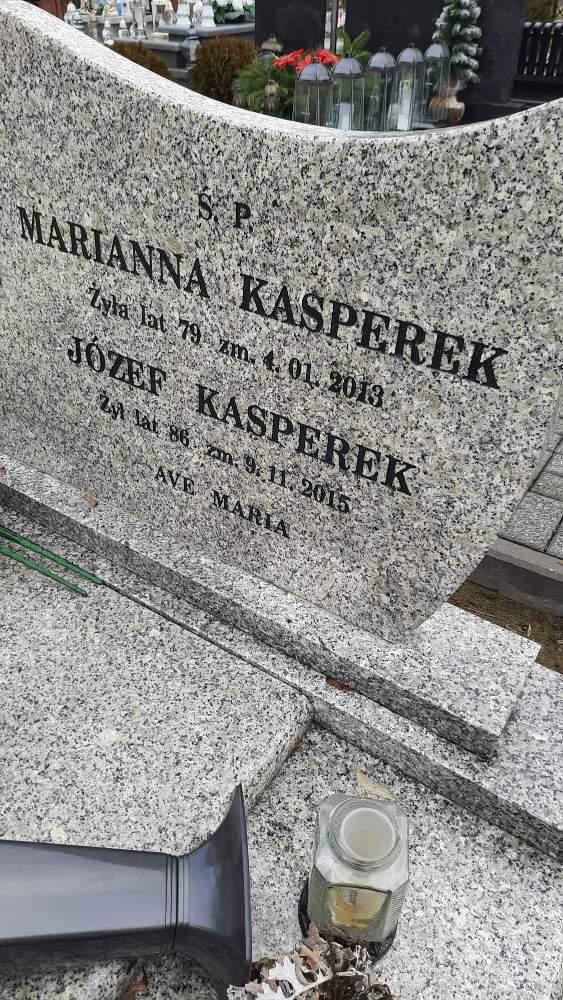 Ś. P.
MARIANNA KASPEREK
Żyła lat 79 zm. 4. 01. 2013
JÓZEF KASPEREK
Żył lat 86 zm. 9. 11. 2015
AVE MARIA